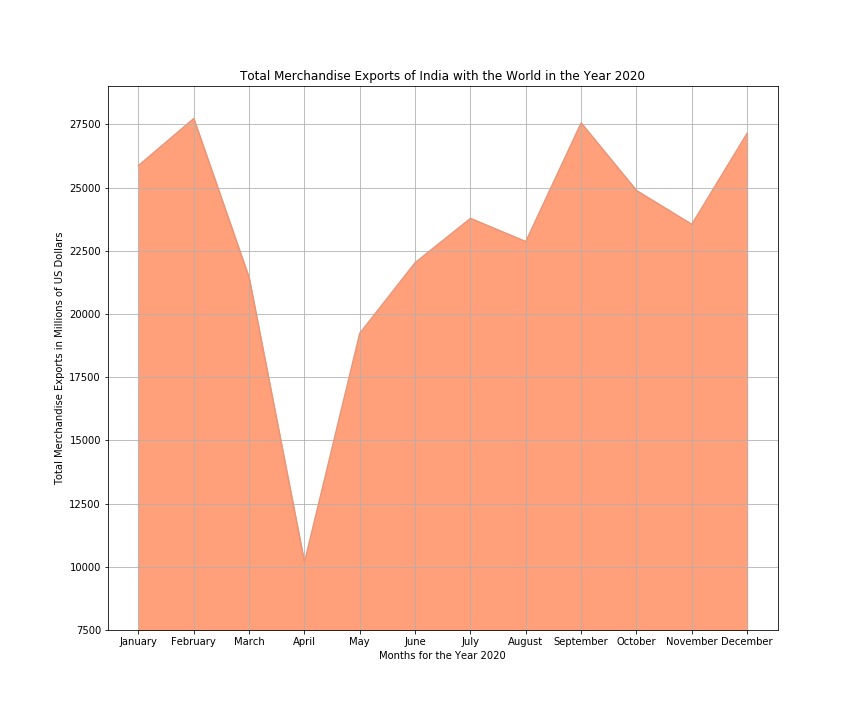 Total Merchandise Exports of India with the World in the Year 2020
Total Merchandise Exports in Millions of US Dollars
27500
25000
22500
20000
17500
15000
12500
10000
7500
January February March April May June July August September October November December
Months for the Year 2020